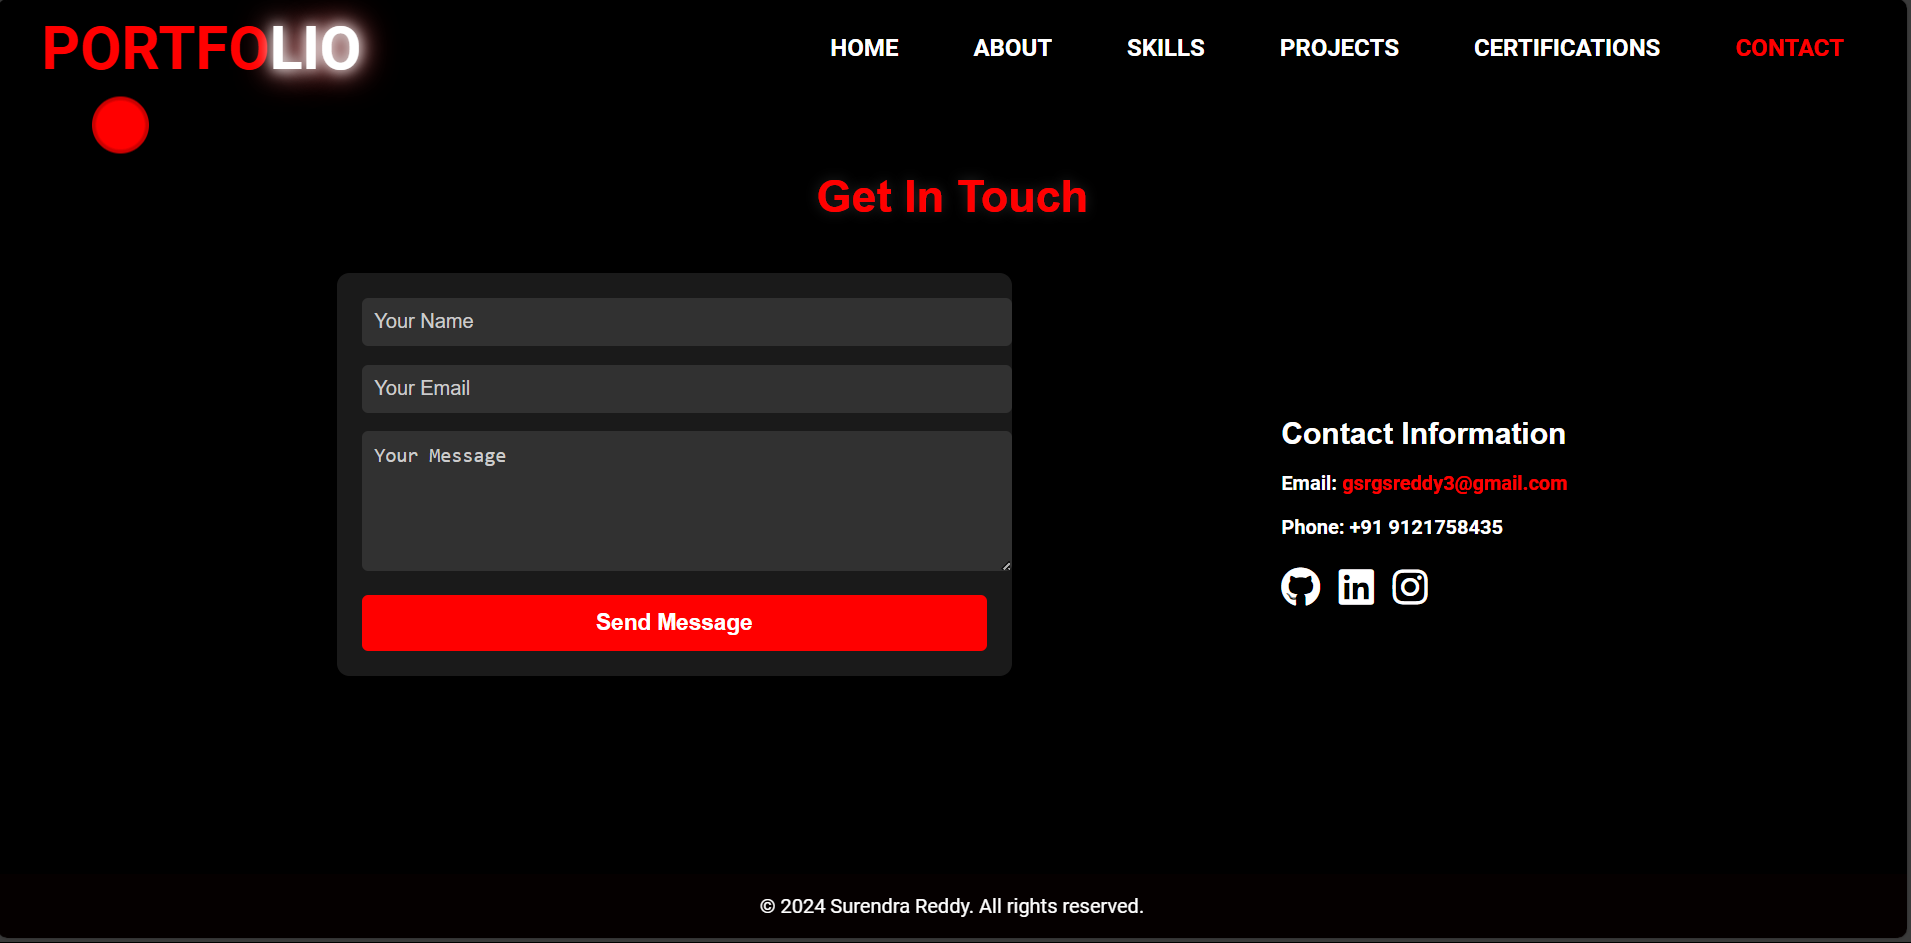 PORTFOLIO
HOME ABOUT SKILLS PROJECTS CERTIFICATIONS CONTACT
Get In Touch
Your Name
Your Email
Your Message
Send Message
Contact Information
Email: gsrgsreddy3@gmail.com
Phone: +91 9121758435
in
© 2024 Surendra Reddy. All rights reserved.